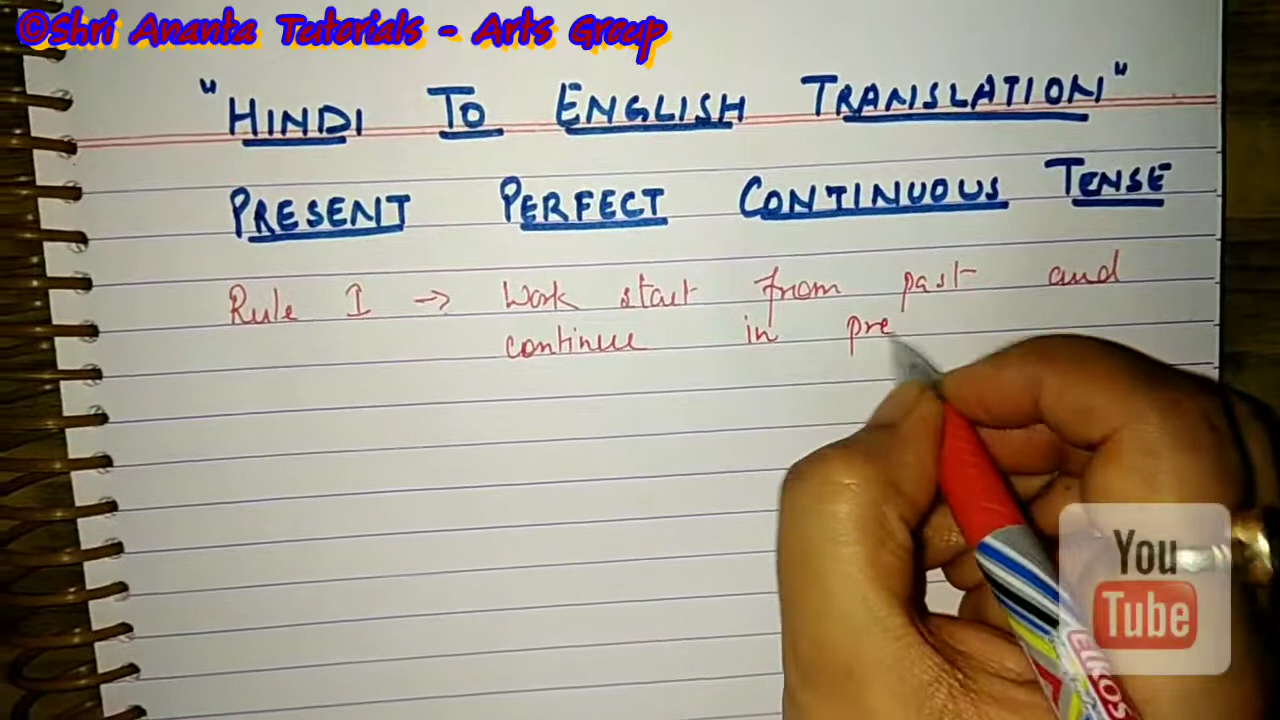 ©Shri Ananta Tutorials - Arts Group
"HINDI TO ENGLISH TRANSLATION"
PRESENT PERFECT CONTINUOUS TENSE
Rule I → Work start from past and
continue in pre
You
Tube
Elkos